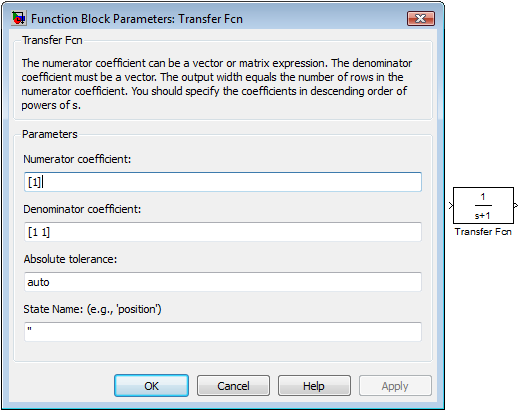 Function Block Parameters: Transfer Fcn
Transfer Fcn
The numerator coefficient can be a vector or matrix expression. The denominator
coefficient must be a vector. The output width equals the number of rows in the
numerator coefficient. You should specify the coefficients in descending order of
powers of s.
Parameters
Numerator coefficient:
[1]
Denominator coefficient:
[1 1]
Absolute tolerance:
auto
State Name: (e.g., 'position')
''
OK Cancel Help Apply
1
s+1
Transfer Fcn